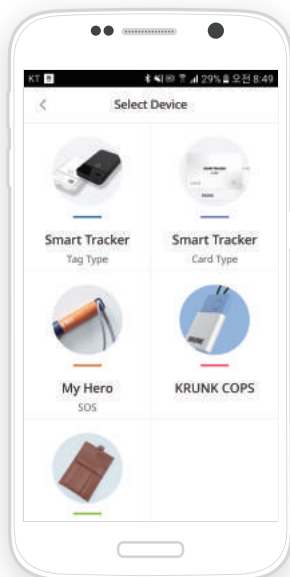 KT 29% 오전 8:49
Select Device
Smart Tracker
Tag Type
Smart Tracker
Card Type
My Hero
SOS
KRUNK COPS
KRUNK